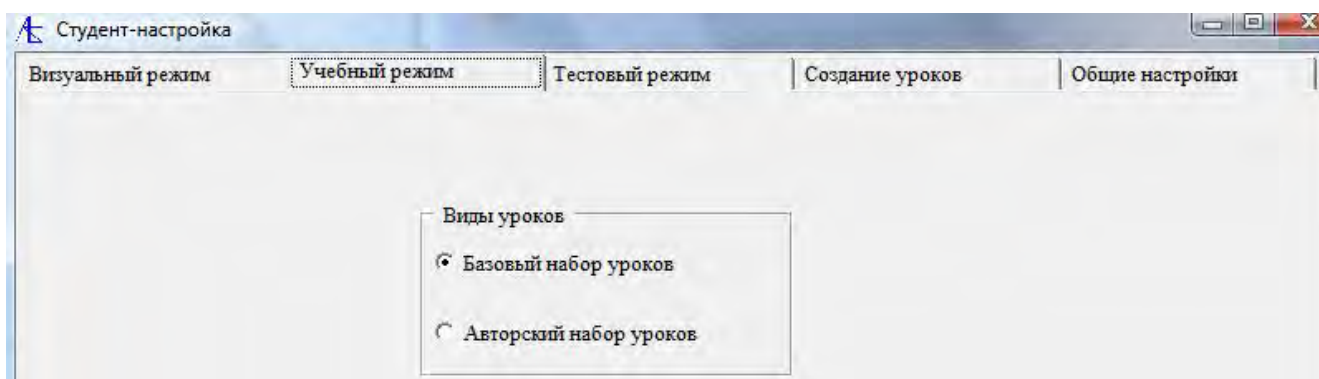 Студент-настройка
Визуальный режим Учебный режим Тестовый режим Создание уроков Общие настройки
Виды уроков
Базовый набор уроков
Авторский набор уроков